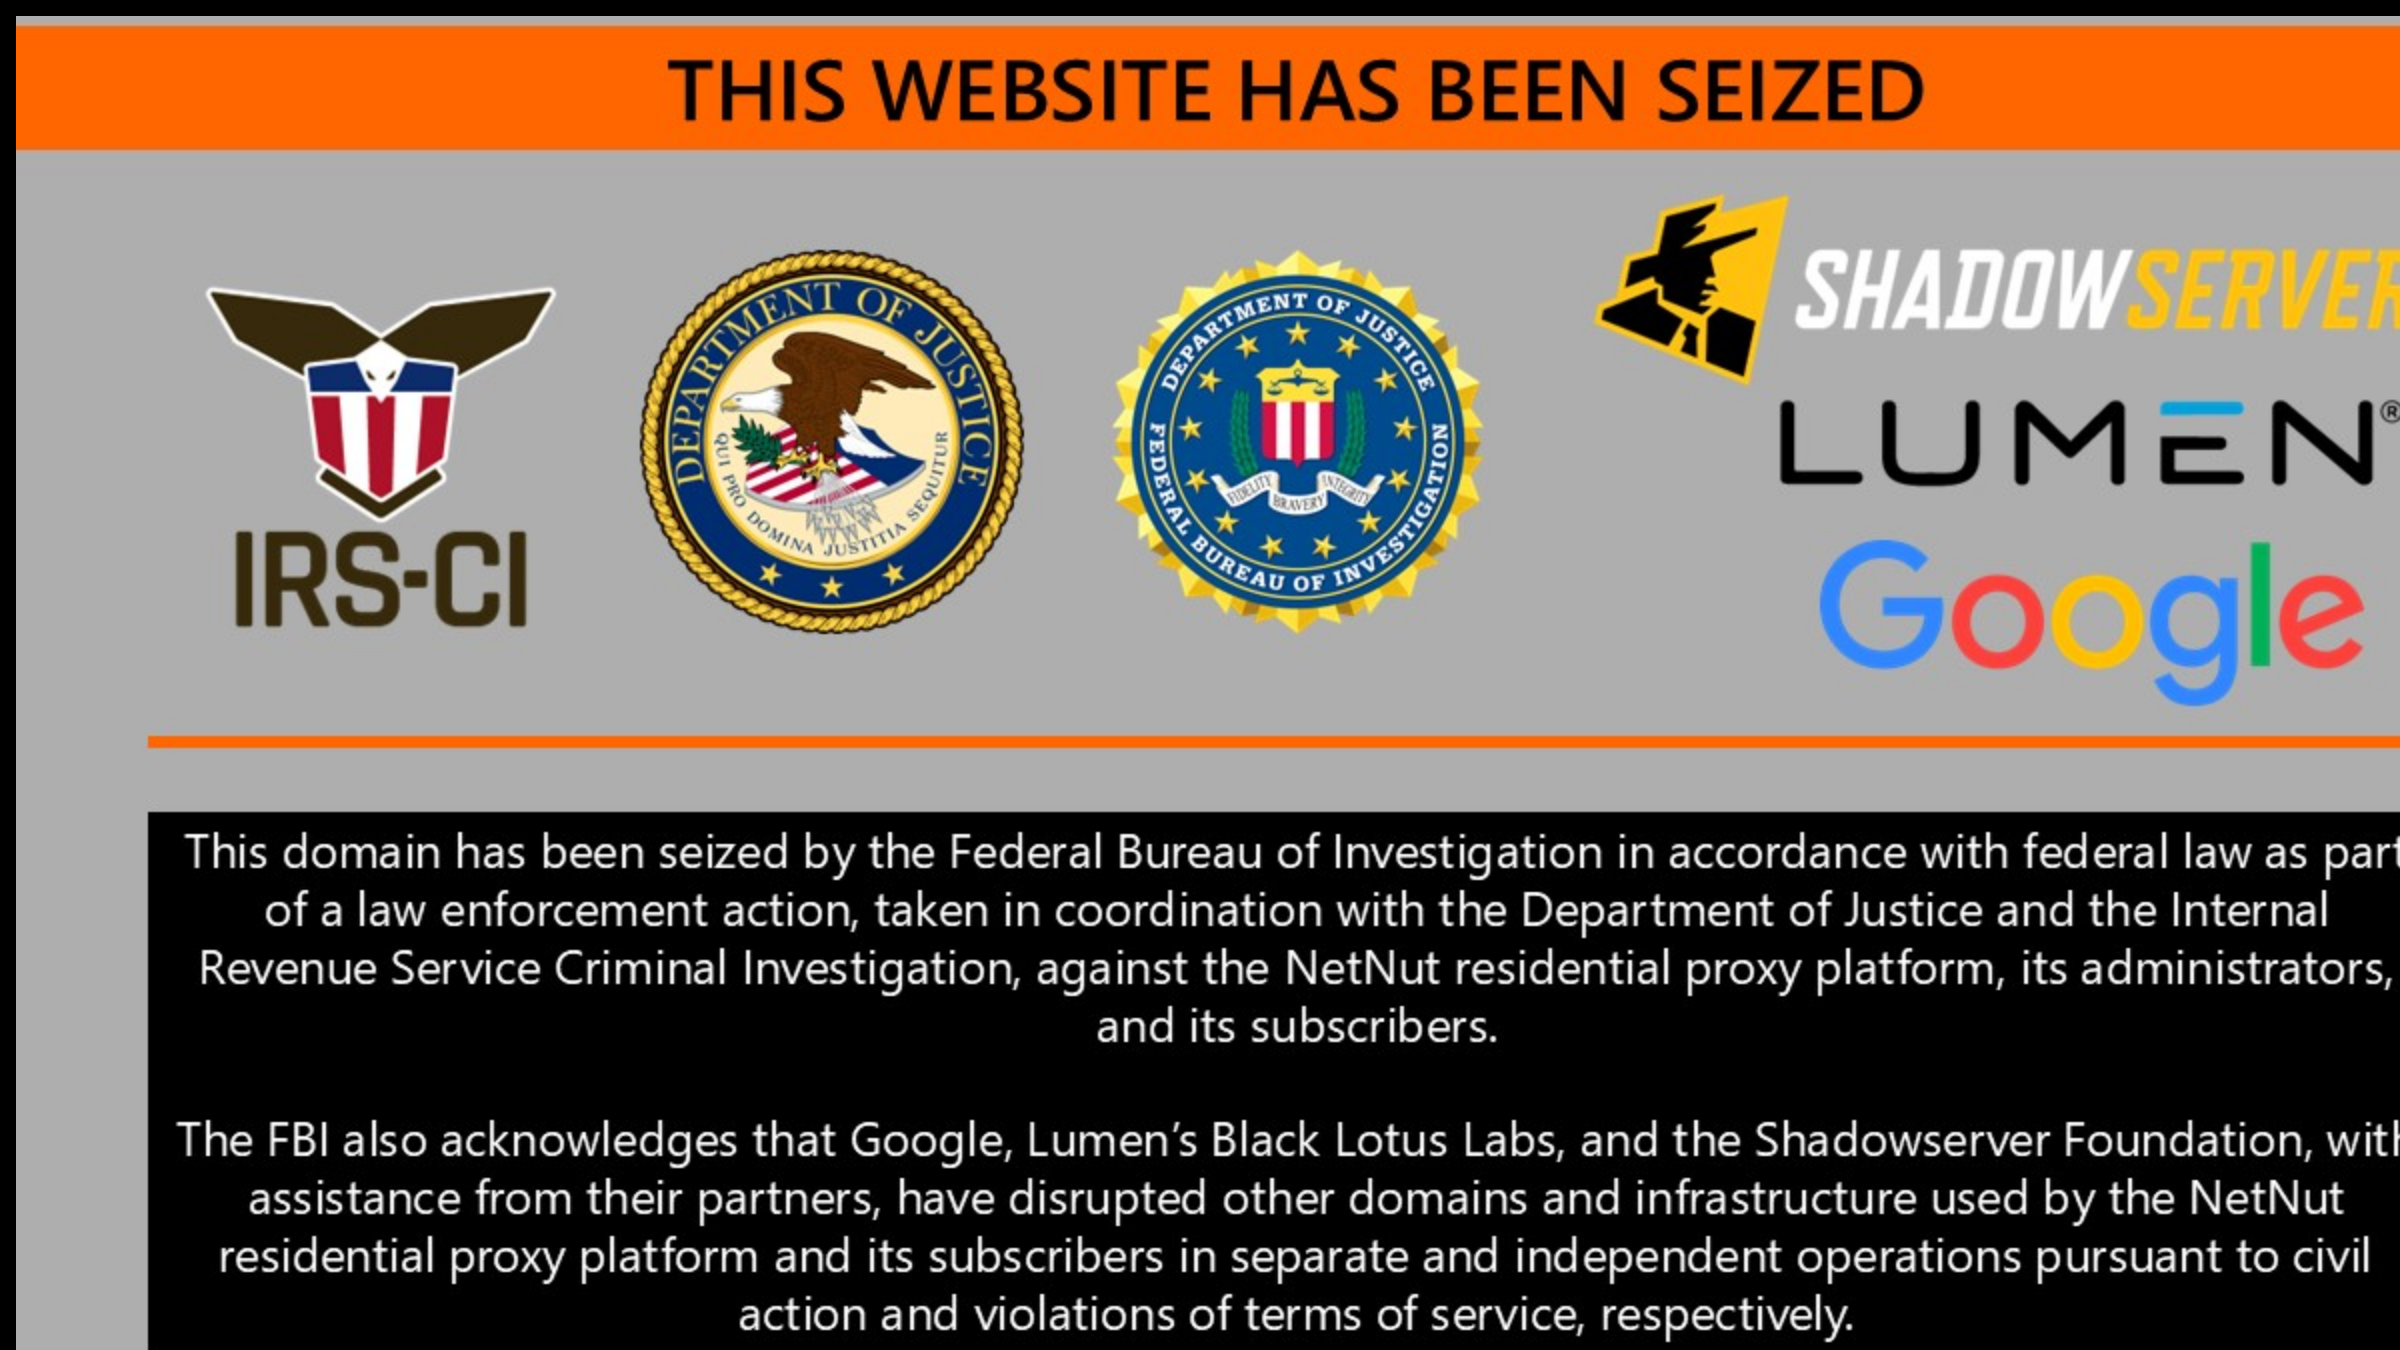 THIS WEBSITE HAS BEEN SEIZED
IRS-CI
DEPARTMENT OF JUSTICE
QUI PRO DOMINA JUSTITIA SEQUITUR
DEPARTMENT OF JUSTICE
FEDERAL BUREAU OF INVESTIGATION
FIDELITY BRAVERY INTEGRITY
SHADOWSERVER
LUMEN®
Google
This domain has been seized by the Federal Bureau of Investigation in accordance with federal law as part
of a law enforcement action, taken in coordination with the Department of Justice and the Internal
Revenue Service Criminal Investigation, against the NetNut residential proxy platform, its administrators,
and its subscribers.
The FBI also acknowledges that Google, Lumen’s Black Lotus Labs, and the Shadowserver Foundation, with
assistance from their partners, have disrupted other domains and infrastructure used by the NetNut
residential proxy platform and its subscribers in separate and independent operations pursuant to civil
action and violations of terms of service, respectively.